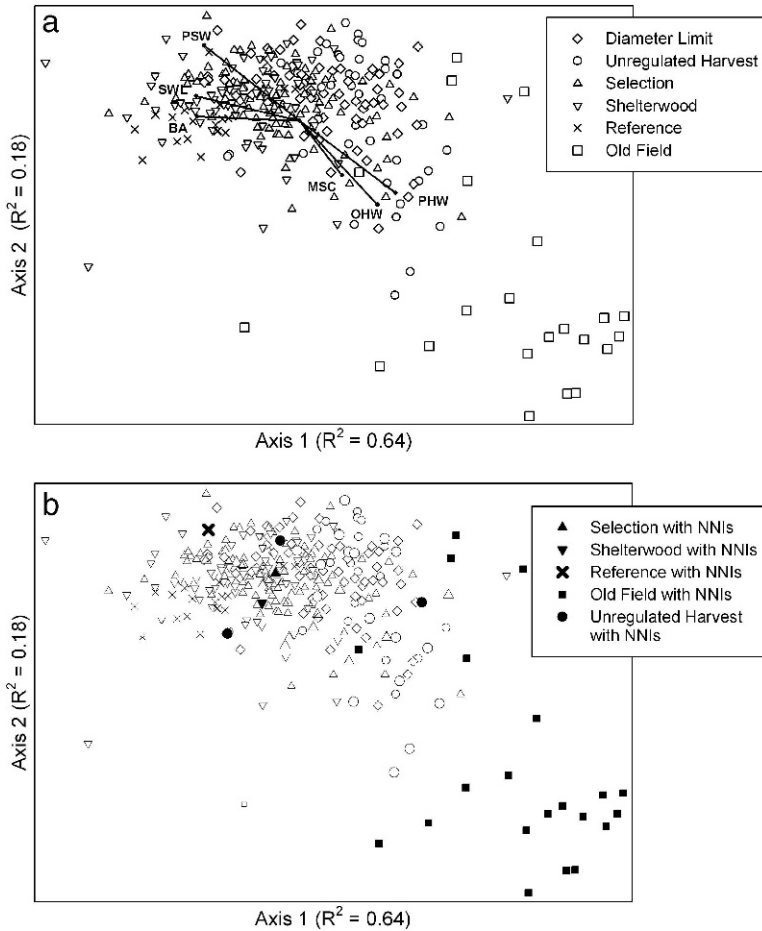 a
PSW
SWL
BA
MSC
OHW
PHW
Diameter Limit
Unregulated Harvest
Selection
Shelterwood
Reference
Old Field
Axis 2 (R² = 0.18)
Axis 1 (R² = 0.64)
b
Selection with NNIs
Shelterwood with NNIs
Reference with NNIs
Old Field with NNIs
Unregulated Harvest
with NNIs
Axis 2 (R² = 0.18)
Axis 1 (R² = 0.64)